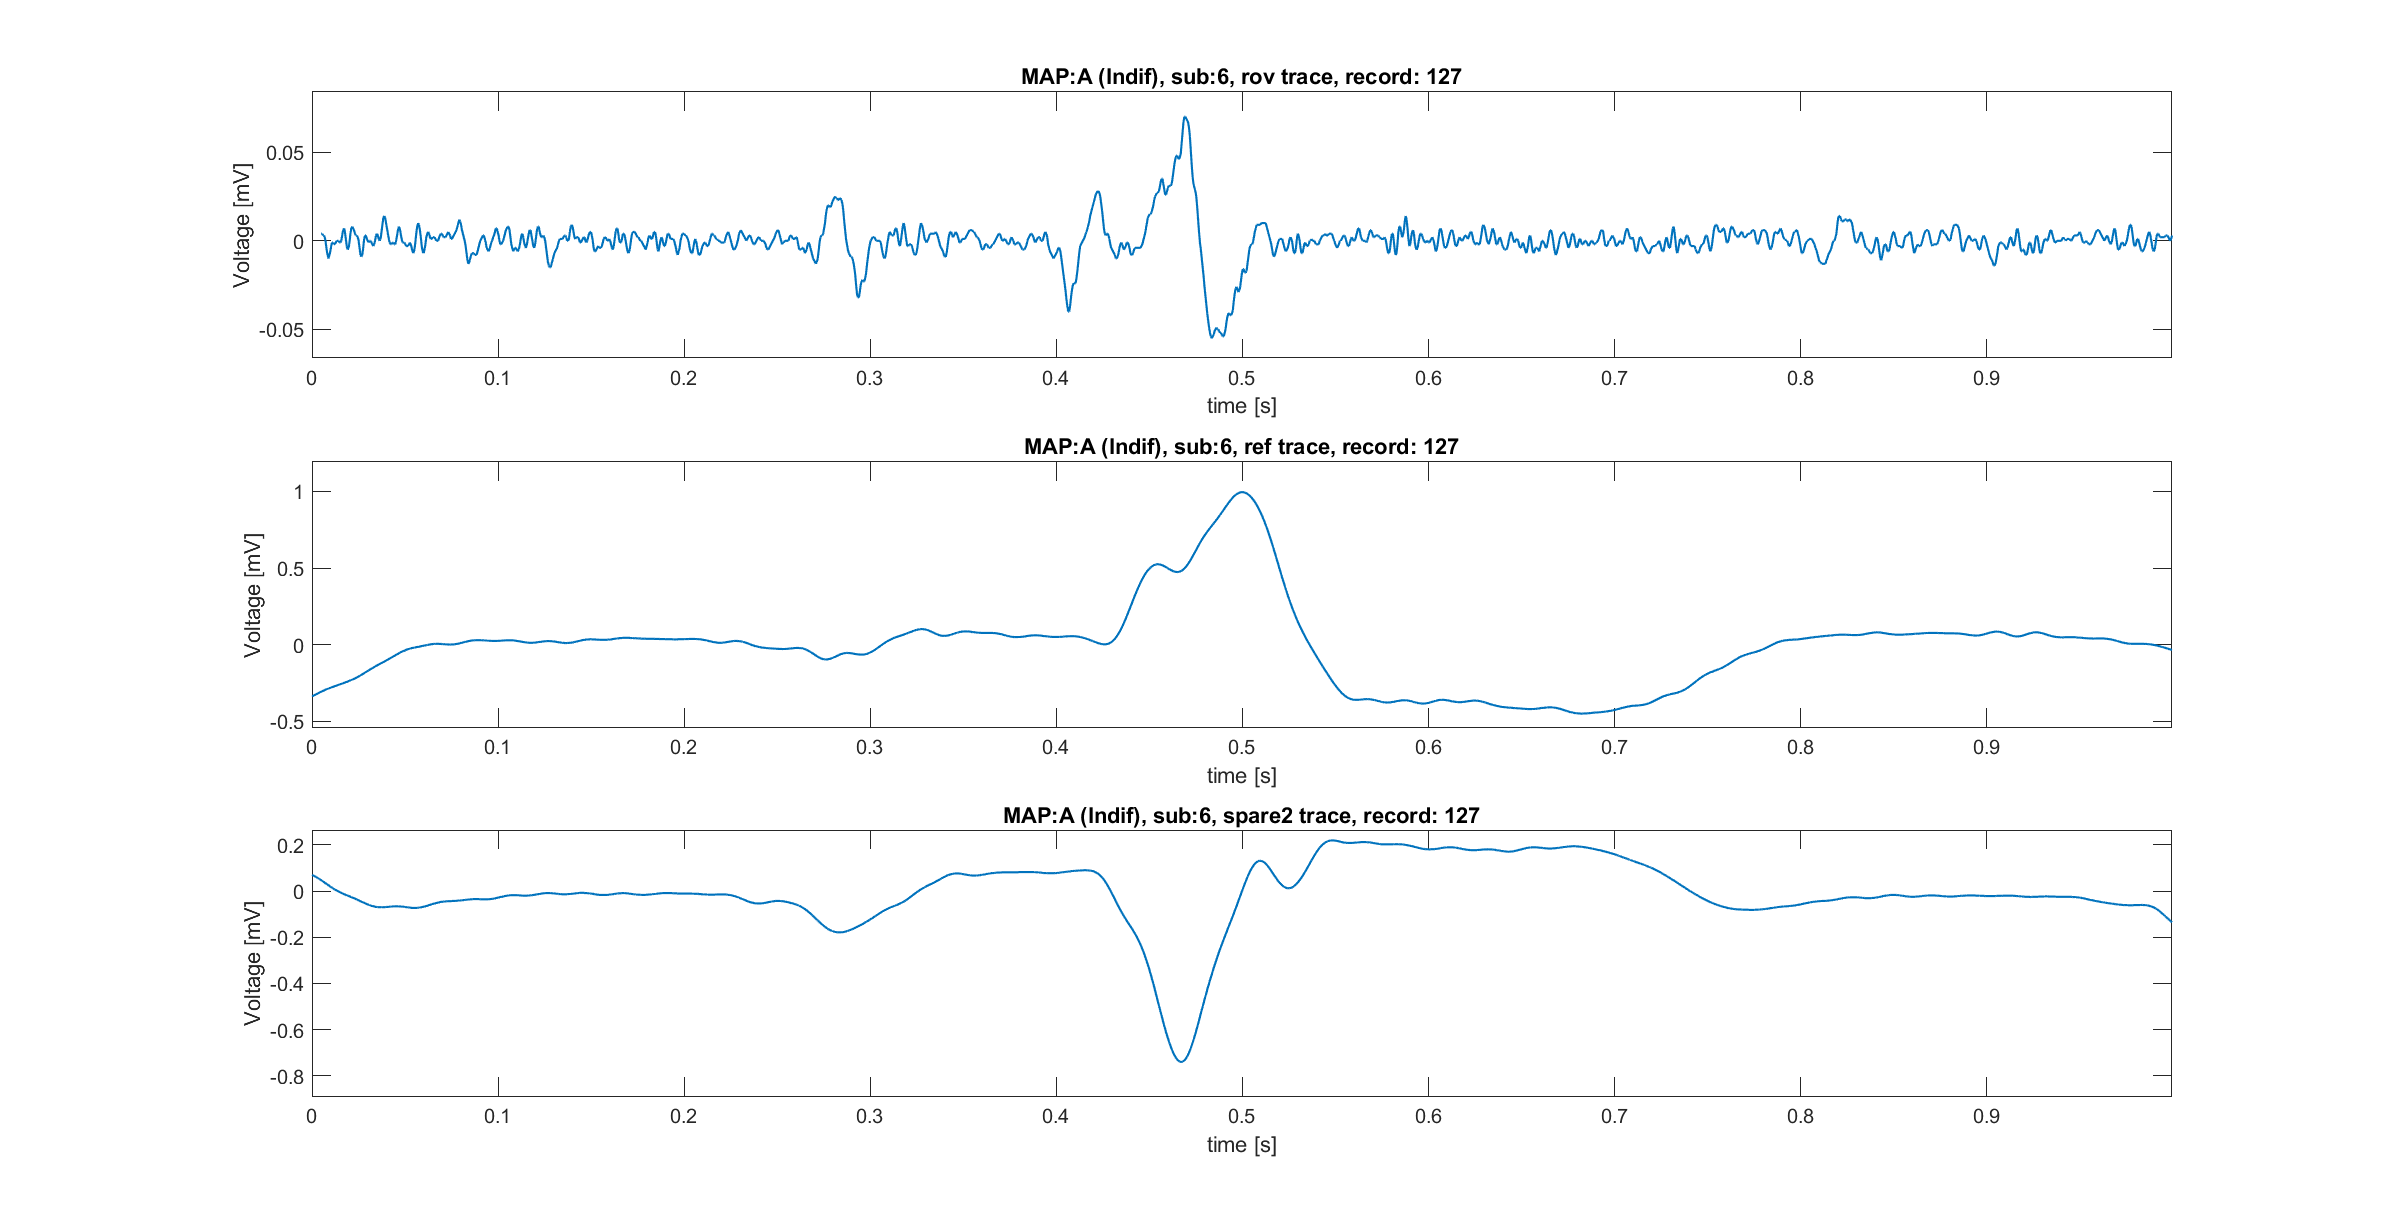 MAP:A (Indif), sub:6, rov trace, record: 127
Voltage [mV]
0.05
0
-0.05
0 0.1 0.2 0.3 0.4 0.5 0.6 0.7 0.8 0.9
time [s]
MAP:A (Indif), sub:6, ref trace, record: 127
Voltage [mV]
1
0.5
0
-0.5
0 0.1 0.2 0.3 0.4 0.5 0.6 0.7 0.8 0.9
time [s]
MAP:A (Indif), sub:6, spare2 trace, record: 127
Voltage [mV]
0.2
0
-0.2
-0.4
-0.6
-0.8
0 0.1 0.2 0.3 0.4 0.5 0.6 0.7 0.8 0.9
time [s]